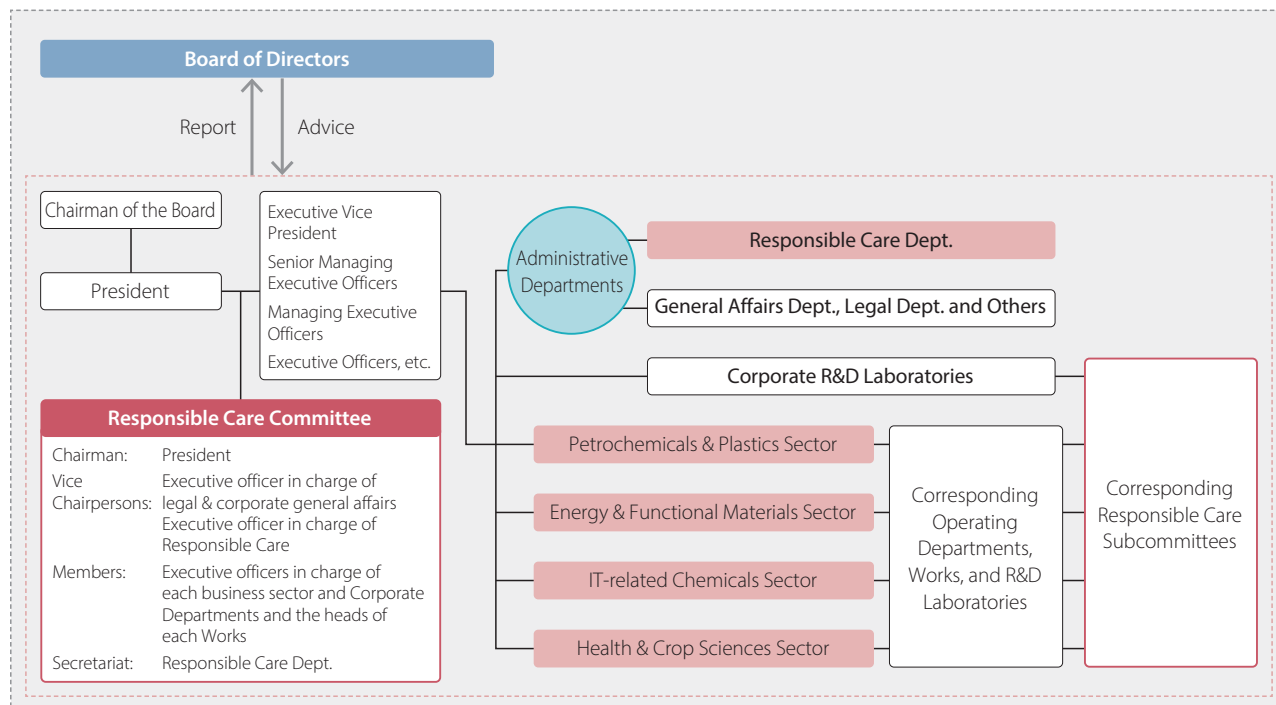 Board of Directors
Report
Advice
Chairman of the Board
President
Executive Vice
President
Senior Managing
Executive Officers
Managing Executive
Officers
Executive Officers, etc.
Responsible Care Committee
Chairman: President
Vice Executive officer in charge of
Chairpersons: legal & corporate general affairs
Executive officer in charge of
Responsible Care
Members: Executive officers in charge of
each business sector and Corporate
Departments and the heads of
each Works
Secretariat: Responsible Care Dept.
Administrative
Departments
Responsible Care Dept.
General Affairs Dept., Legal Dept. and Others
Corporate R&D Laboratories
Petrochemicals & Plastics Sector
Energy & Functional Materials Sector
IT-related Chemicals Sector
Health & Crop Sciences Sector
Corresponding
Operating
Departments,
Works, and R&D
Laboratories
Corresponding
Responsible Care
Subcommittees